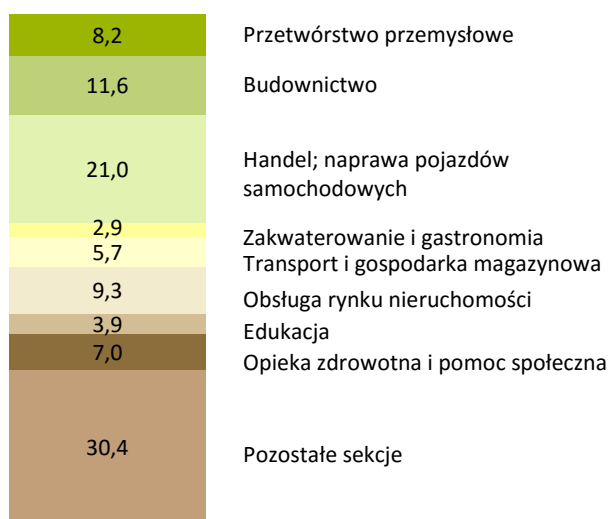 8,2 Przetwórstwo przemysłowe
11,6 Budownictwo
21,0 Handel; naprawa pojazdów
samochodowych
2,9 Zakwaterowanie i gastronomia
5,7 Transport i gospodarka magazynowa
9,3 Obsługa rynku nieruchomości
3,9 Edukacja
7,0 Opieka zdrowotna i pomoc społeczna
30,4 Pozostałe sekcje